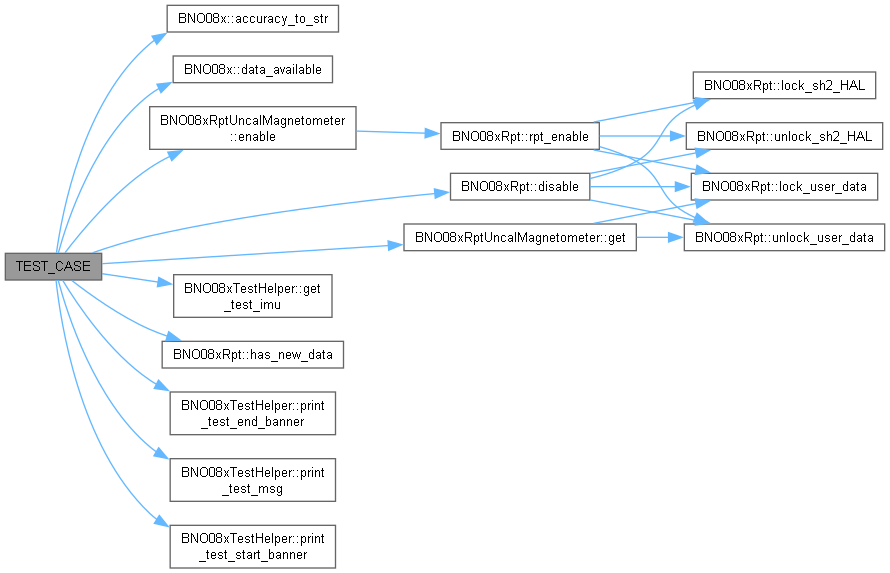 BNO08x::accuracy_to_str
BNO08x::data_available
BNO08xRptUncalMagnetometer
::enable
BNO08xRpt::rpt_enable
BNO08xRpt::lock_sh2_HAL
BNO08xRpt::unlock_sh2_HAL
BNO08xRpt::disable
BNO08xRpt::lock_user_data
BNO08xRptUncalMagnetometer::get
BNO08xRpt::unlock_user_data
TEST_CASE
BNO08xTestHelper::get
_test_imu
BNO08xRpt::has_new_data
BNO08xTestHelper::print
_test_end_banner
BNO08xTestHelper::print
_test_msg
BNO08xTestHelper::print
_test_start_banner